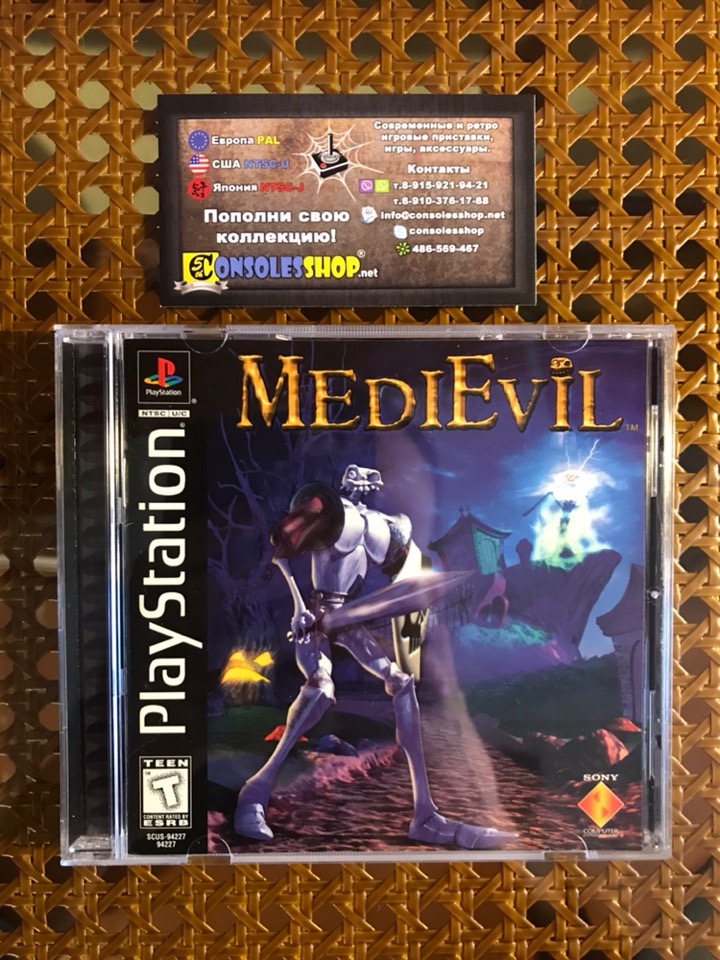 Современные и ретро
игровые приставки,
игры, аксессуары.
Европа PAL
США NTSC-U
Япония NTSC-J
Пополни свою
коллекцию!
CONSOLESSHOP.net®
Контакты
т.8-915-921-94-21
т.8-910-376-17-88
info@consolesshop.net
consolesshop
486-569-467
PlayStation®
NTSC U/C
PlayStation
MEDIEVIL™
TEEN
T
CONTENT RATED BY
ESRB
SCUS-94227
94227
SONY
COMPUTER